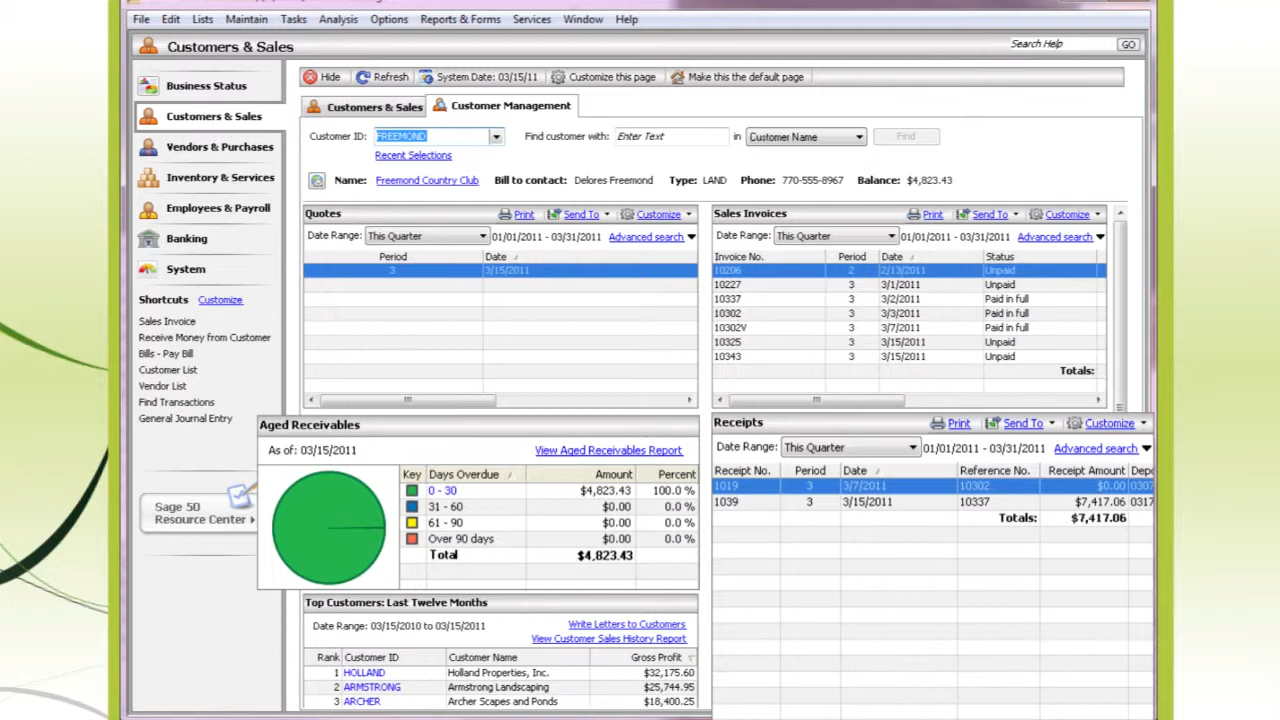 File Edit Lists Maintain Tasks Analysis Options Reports & Forms Services Window Help
Customers & Sales
Search Help GO
Business Status
Customers & Sales
Vendors & Purchases
Inventory & Services
Employees & Payroll
Banking
System
Shortcuts Customize
Sales Invoice
Receive Money from Customer
Bills - Pay Bill
Customer List
Vendor List
Find Transactions
General Journal Entry
Sage 50
Resource Center
Hide Refresh System Date: 03/15/11 Customize this page Make this the default page
Customers & Sales Customer Management
Customer ID: FREEMOND Find customer with: Enter Text in Customer Name Find
Recent Selections
Name: Freemond Country Club Bill to contact: Delores Freemond Type: LAND Phone: 770-555-8967 Balance: $4,823.43
Quotes Print Send To Customize
Date Range: This Quarter 01/01/2011 - 03/31/2011 Advanced search
Period Date
3 3/15/2011
Sales Invoices Print Send To Customize
Date Range: This Quarter 01/01/2011 - 03/31/2011 Advanced search
Invoice No. Period Date Status
10206 2 2/13/2011 Unpaid
10227 3 3/1/2011 Unpaid
10337 3 3/2/2011 Paid in full
10302 3 3/3/2011 Paid in full
10302V 3 3/7/2011 Paid in full
10325 3 3/15/2011 Unpaid
10343 3 3/15/2011 Unpaid
Totals:
Aged Receivables
As of: 03/15/2011 View Aged Receivables Report
Key Days Overdue Amount Percent
0 - 30 $4,823.43 100.0 %
31 - 60 $0.00 0.0 %
61 - 90 $0.00 0.0 %
Over 90 days $0.00 0.0 %
Total $4,823.43
Receipts Print Send To Customize
Date Range: This Quarter 01/01/2011 - 03/31/2011 Advanced search
Receipt No. Period Date Reference No. Receipt Amount Depo
1019 3 3/7/2011 10302 $0.00 0307
1039 3 3/15/2011 10337 $7,417.06 0317
Totals: $7,417.06
Top Customers: Last Twelve Months
Date Range: 03/15/2010 to 03/15/2011 Write Letters to Customers
View Customer Sales History Report
Rank Customer ID Customer Name Gross Profit
1 HOLLAND Holland Properties, Inc. $32,175.60
2 ARMSTRONG Armstrong Landscaping $25,744.95
3 ARCHER Archer Scapes and Ponds $18,400.25